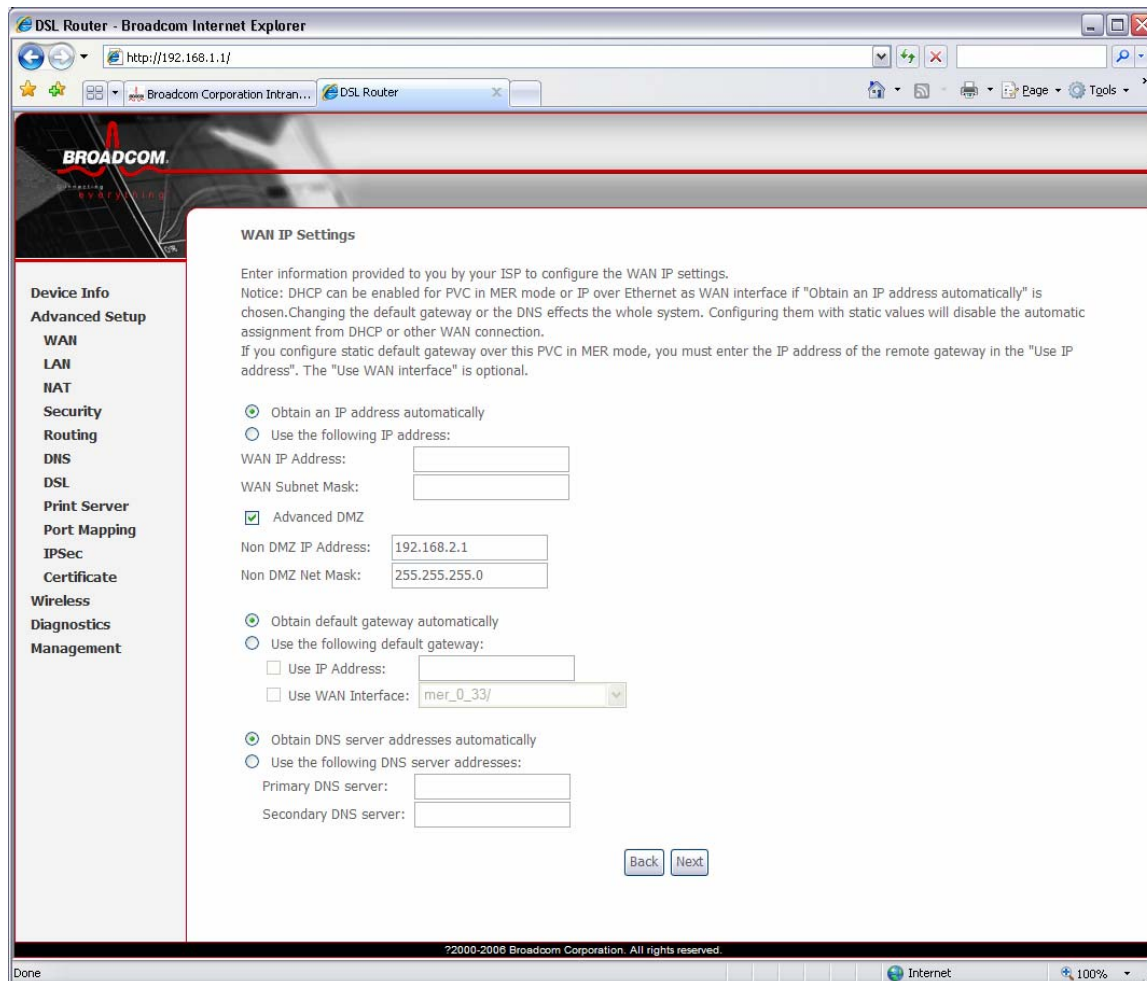 DSL Router - Broadcom Internet Explorer
http://192.168.1.1/
Broadcom Corporation Intran...
DSL Router
Page
Tools
BROADCOM.
connecting
everything
WAN IP Settings
Enter information provided to you by your ISP to configure the WAN IP settings.
Notice: DHCP can be enabled for PVC in MER mode or IP over Ethernet as WAN interface if "Obtain an IP address automatically" is
chosen.Changing the default gateway or the DNS effects the whole system. Configuring them with static values will disable the automatic
assignment from DHCP or other WAN connection.
If you configure static default gateway over this PVC in MER mode, you must enter the IP address of the remote gateway in the "Use IP
address". The "Use WAN interface" is optional.
Device Info
Advanced Setup
WAN
LAN
NAT
Security
Routing
DNS
DSL
Print Server
Port Mapping
IPSec
Certificate
Wireless
Diagnostics
Management
Obtain an IP address automatically
Use the following IP address:
WAN IP Address:
WAN Subnet Mask:
Advanced DMZ
Non DMZ IP Address: 192.168.2.1
Non DMZ Net Mask: 255.255.255.0
Obtain default gateway automatically
Use the following default gateway:
Use IP Address:
Use WAN Interface: mer_0_33/
Obtain DNS server addresses automatically
Use the following DNS server addresses:
Primary DNS server:
Secondary DNS server:
Back Next
?2000-2006 Broadcom Corporation. All rights reserved.
Done
Internet
100%